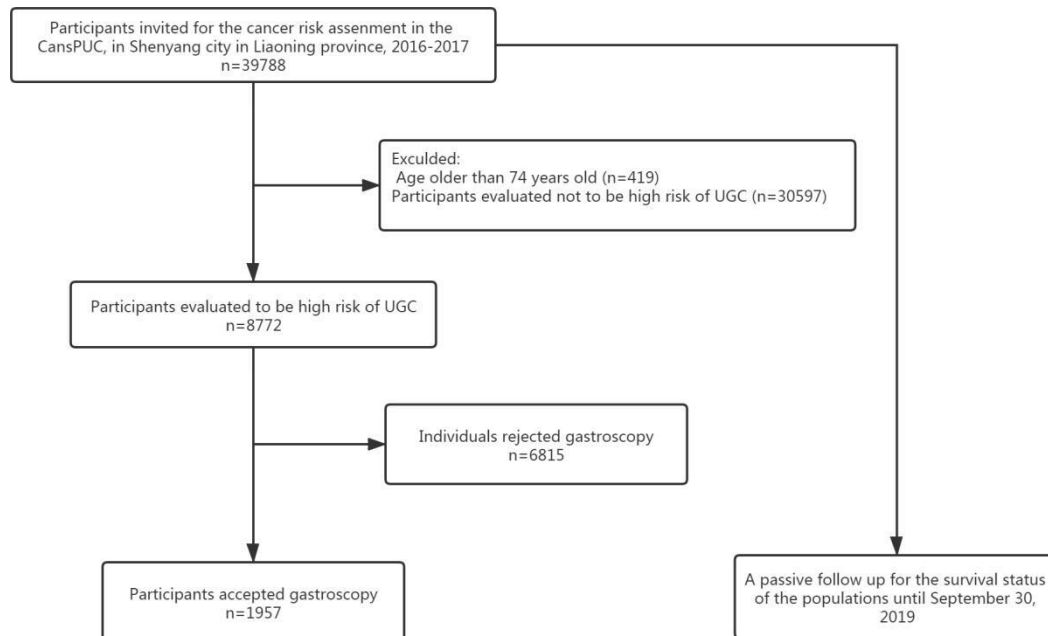 Participants invited for the cancer risk assenment in the
CansPUC, in Shenyang city in Liaoning province, 2016-2017
n=39788
Exculded:
Age older than 74 years old (n=419)
Participants evaluated not to be high risk of UGC (n=30597)
Participants evaluated to be high risk of UGC
n=8772
Individuals rejected gastroscopy
n=6815
Participants accepted gastroscopy
n=1957
A passive follow up for the survival status
of the populations until September 30,
2019